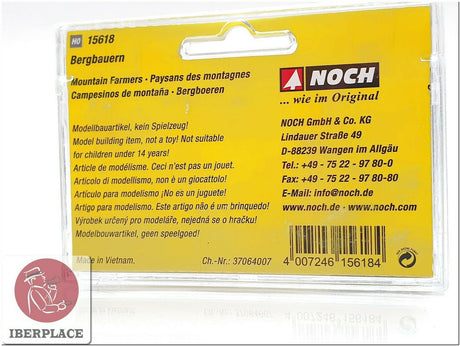 H0 15618
Bergbauern
Mountain Farmers · Paysans des montagnes
Campesinos de montaña · Bergboeren
NOCH
... wie im Original
Modellbauartikel, kein Spielzeug!
Model building item, not a toy! Not suitable
for children under 14 years!
Article de modélisme. Ceci n'est pas un jouet.
Articolo di modellismo, non è un giocattolo!
Artículo para modelismo ¡No es un juguete!
Artigo para modelismo. Este artigo não é um brinquedo!
Výrobek určený pro modeláře, nejedná se o hračku!
Modelbouwartikel, geen speelgoed!
NOCH GmbH & Co. KG
Lindauer Straße 49
D-88239 Wangen im Allgäu
Tel.: +49 - 75 22 - 97 80-0
Fax: +49 - 75 22 - 97 80-80
E-Mail: info@noch.de
www.noch.de · www.noch.com
Made in Vietnam.
Ch.-Nr.: 37064007
4 007246 156184
CE
IBERPLACE